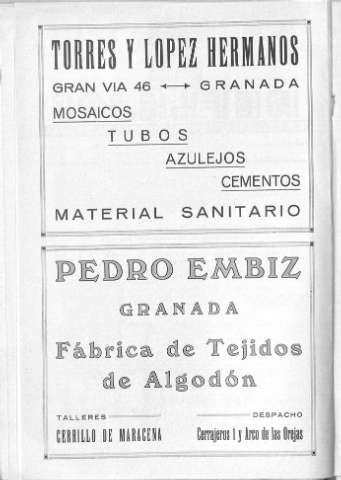 TORRES Y LOPEZ HERMANOS
GRAN VIA 46 ←→ GRANADA
MOSAICOS
TUBOS
AZULEJOS
CEMENTOS
MATERIAL SANITARIO
PEDRO EMBIZ
GRANADA
Fábrica de Tejidos
de Algodón
TALLERES
CERRILLO DE MARACENA
DESPACHO
Cerrajeros 1 y Arco de las Orejas